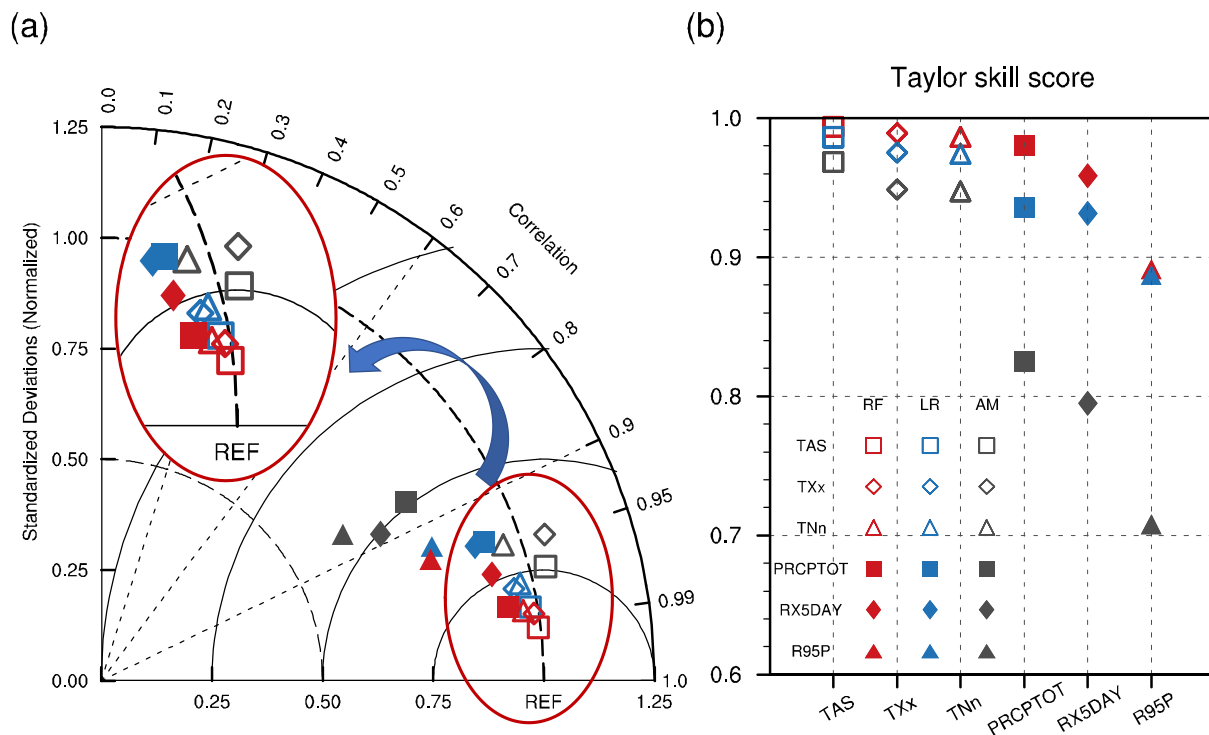 (a)
(b)
Taylor skill score
Standardized Deviations (Normalized)
1.25
1.00
0.75
0.50
0.25
0.00
0.0
0.1
0.2
0.3
0.4
0.5
0.6
0.7
0.8
0.9
0.95
0.99
1.0
Correlation
REF
0.25
0.50
0.75
REF
1.25
1.0
0.9
0.8
0.7
0.6
RF LR AM
TAS
TXx
TNn
PRCPTOT
RX5DAY
R95P
TAS
TXx
TNn
PRCPTOT
RX5DAY
R95P